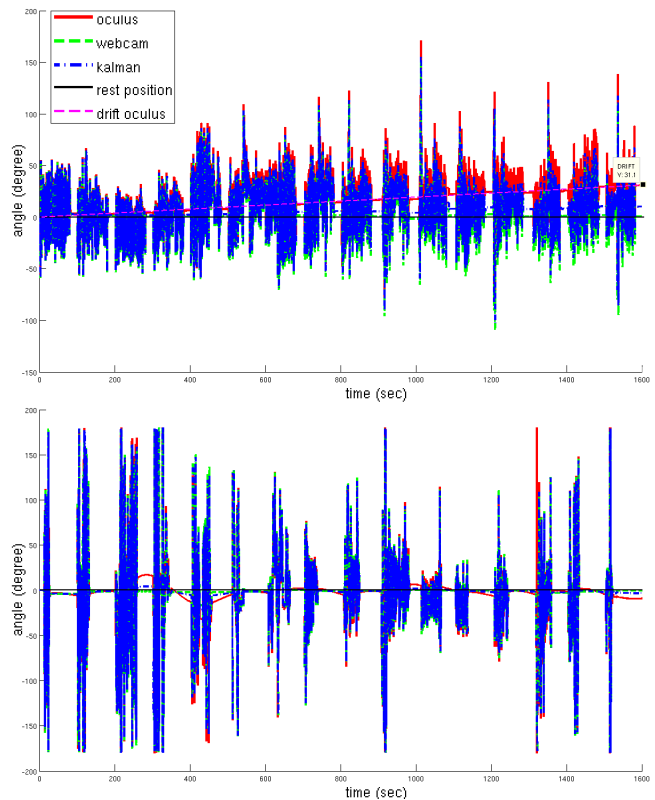 200
oculus
webcam
kalman
rest position
drift oculus
150
100
50
0
-50
-100
-150
angle (degree)
DRIFT
Y: 31.1
0 200 400 600 800 1000 1200 1400 1600
time (sec)
200
150
100
50
0
-50
-100
-150
-200
angle (degree)
0 200 400 600 800 1000 1200 1400 1600
time (sec)